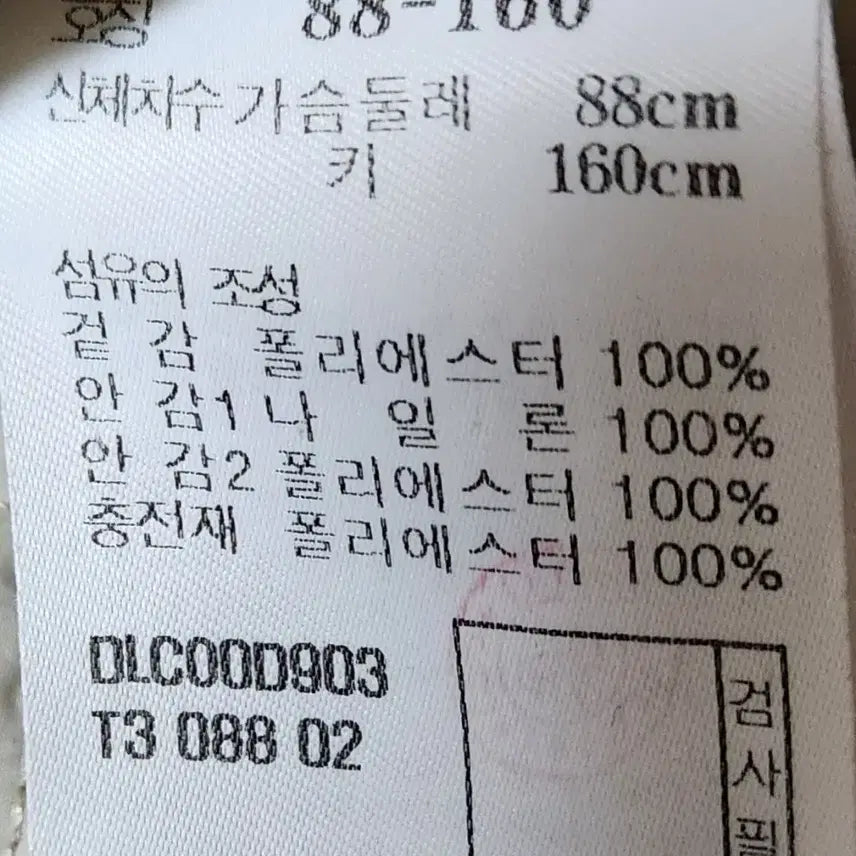 호칭 88-160
신체치수 가슴둘레 88cm
키 160cm
섬유의 조성
겉 감 폴리에스터 100%
안 감1 나 일 론 100%
안 감2 폴리에스터 100%
충전재 폴리에스터 100%
DLC00D903
T3 088 02
검사필